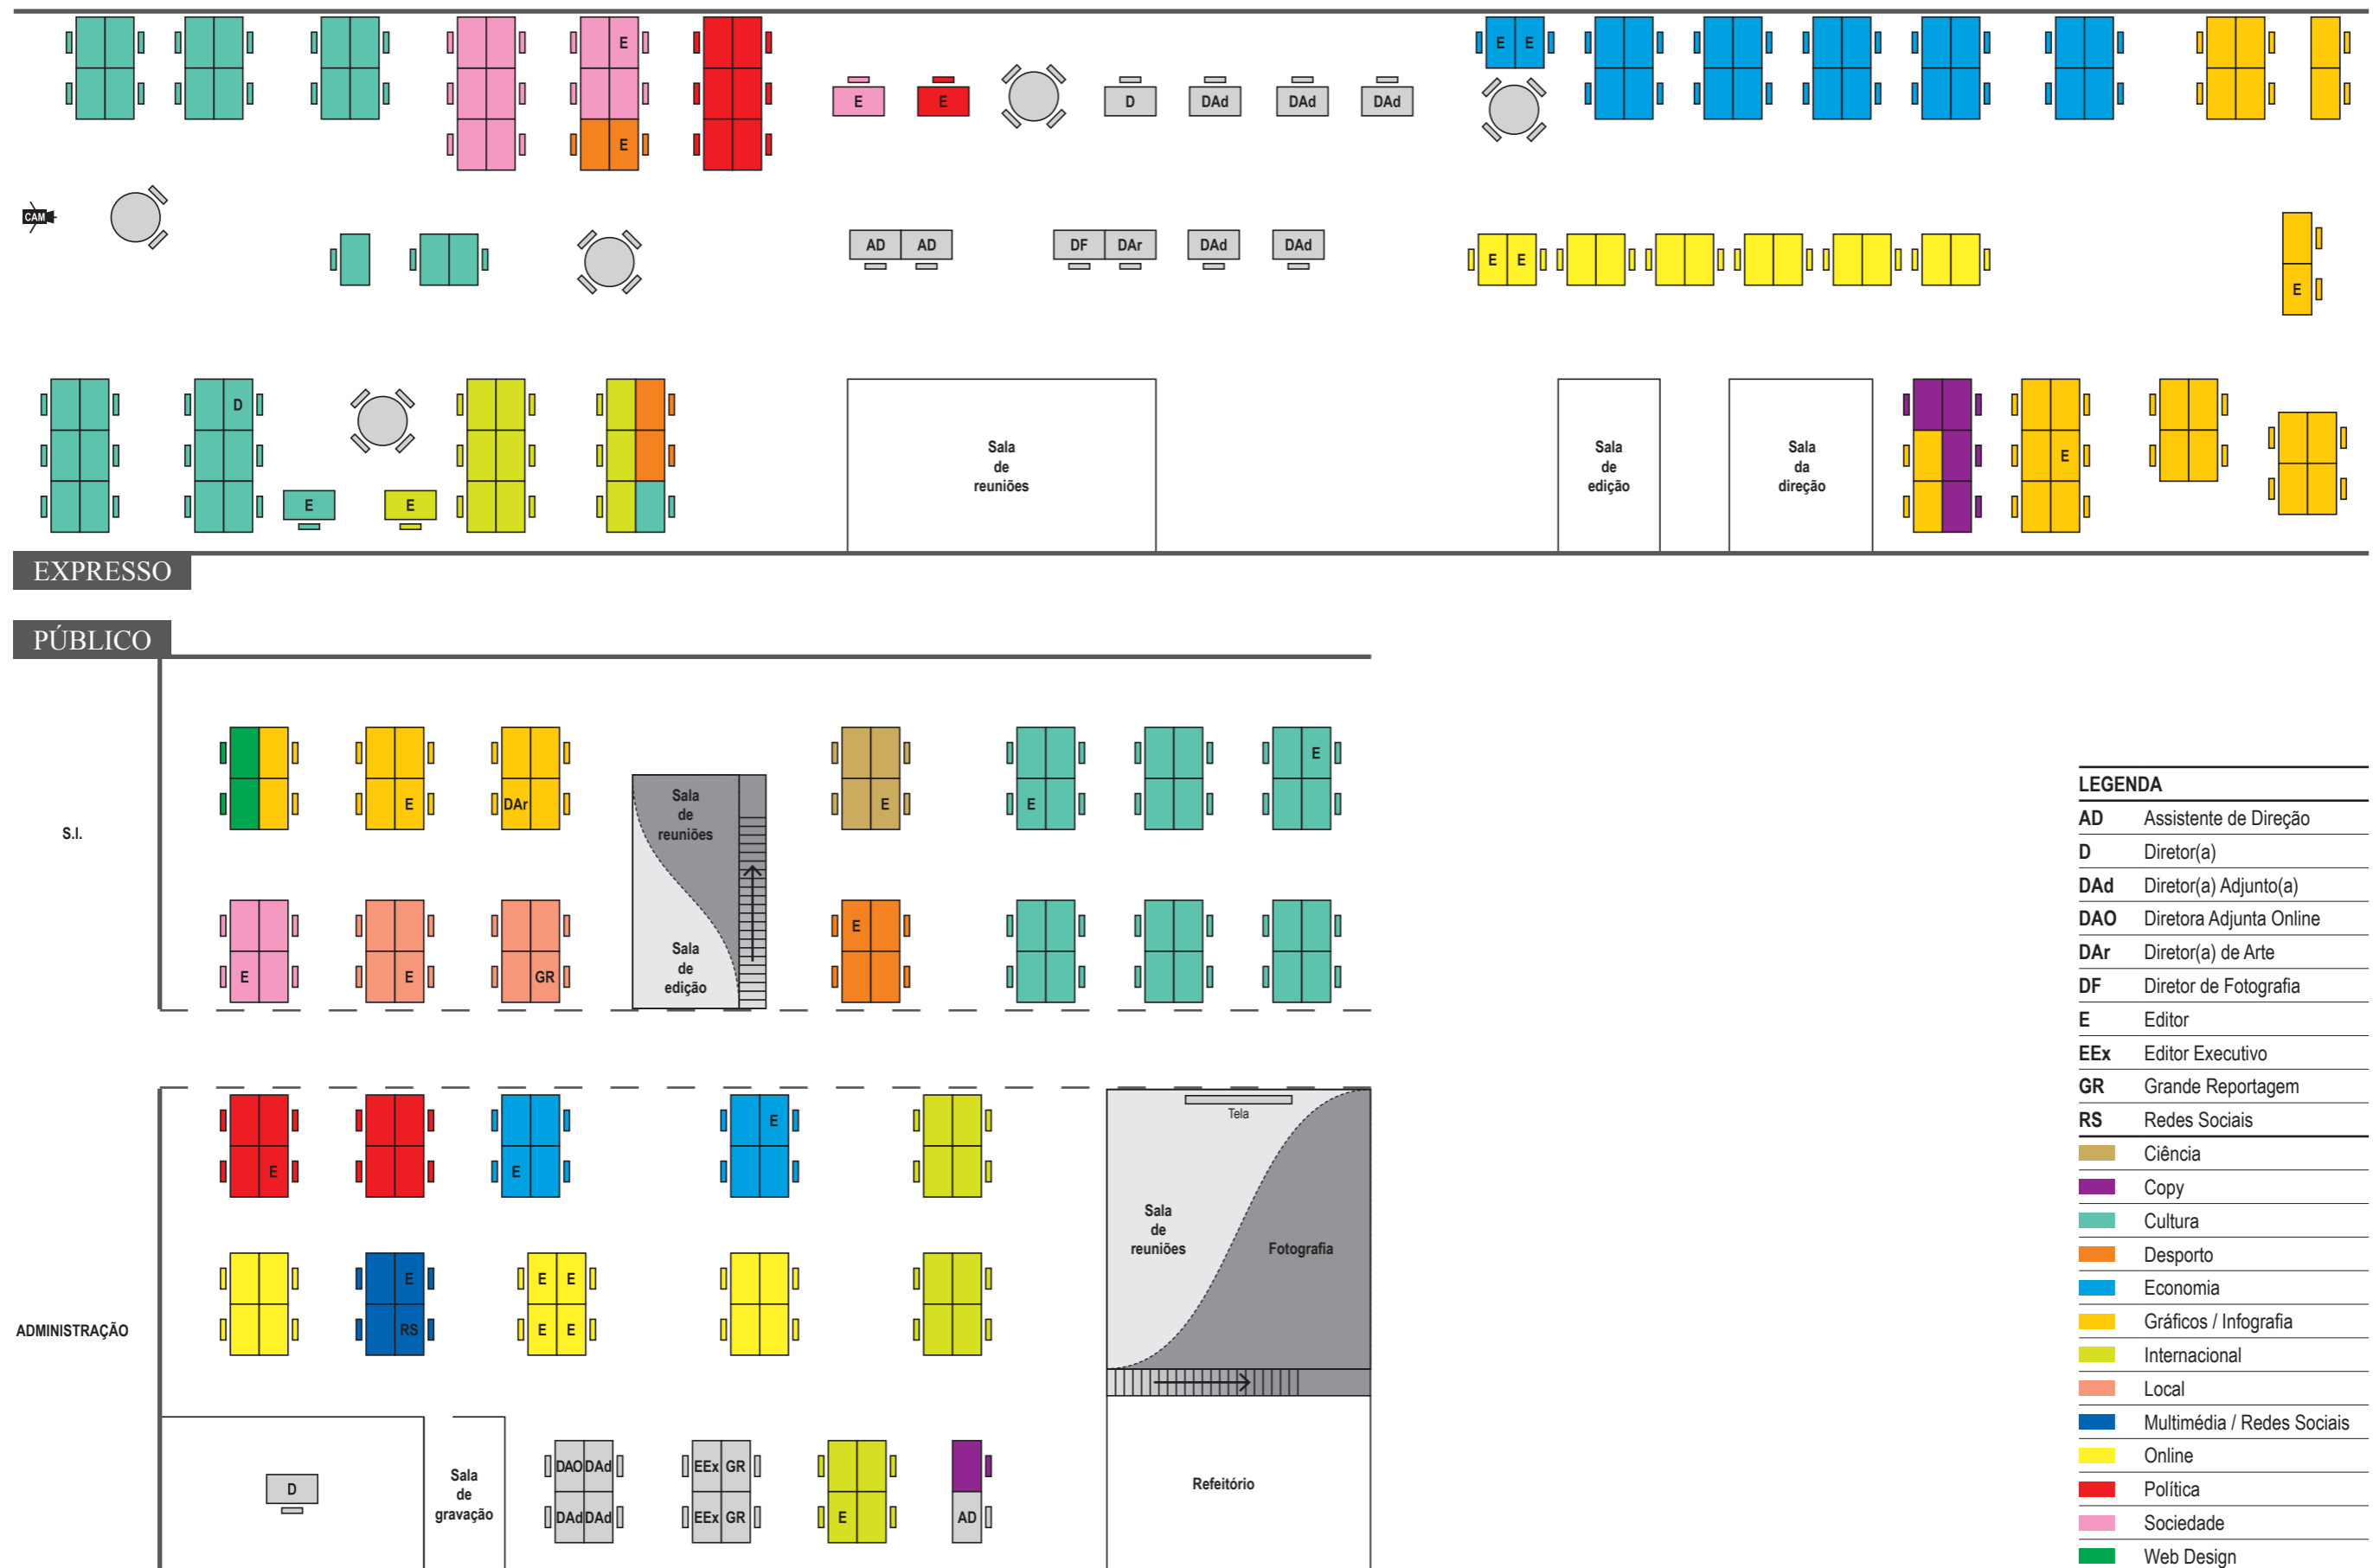 E
E E
E
E
E
D
DAd
DAd
DAd
CAM
AD AD
DF DAr
DAd
DAd
E E
E
D
E
E
Sala
de
reuniões
Sala
de
edição
Sala
da
direção
E
EXPRESSO
PÚBLICO
S.I.
E
DAr
Sala
de
reuniões
E
E
E
Sala
de
edição
E
E
E
GR
ADMINISTRAÇÃO
E
E
E
Tela
Sala
de
reuniões
Fotografia
E
RS
E E
E E
D
Sala
de
gravação
DAO DAd
DAd DAd
EEx GR
EEx GR
E
AD
Refeitório
LEGENDA
AD Assistente de Direção
D Diretor(a)
DAd Diretor(a) Adjunto(a)
DAO Diretora Adjunta Online
DAr Diretor(a) de Arte
DF Diretor de Fotografia
E Editor
EEx Editor Executivo
GR Grande Reportagem
RS Redes Sociais
Ciência
Copy
Cultura
Desporto
Economia
Gráficos / Infografia
Internacional
Local
Multimédia / Redes Sociais
Online
Política
Sociedade
Web Design